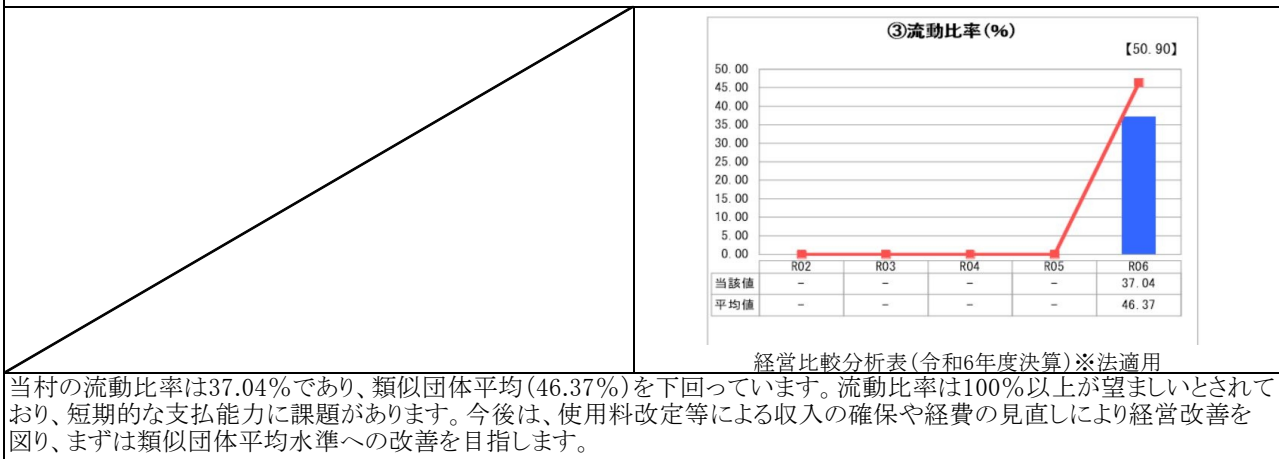 ③流動比率(%)
【50.90】
50.00
45.00
40.00
35.00
30.00
25.00
20.00
15.00
10.00
5.00
0.00
R02 R03 R04 R05 R06
当該値 - - - - 37.04
平均値 - - - - 46.37
経営比較分析表(令和6年度決算)※法適用
当村の流動比率は37.04%であり、類似団体平均(46.37%)を下回っています。流動比率は100%以上が望ましいとされて
おり、短期的な支払能力に課題があります。今後は、使用料改定等による収入の確保や経費の見直しにより経営改善を
図り、まずは類似団体平均水準への改善を目指します。